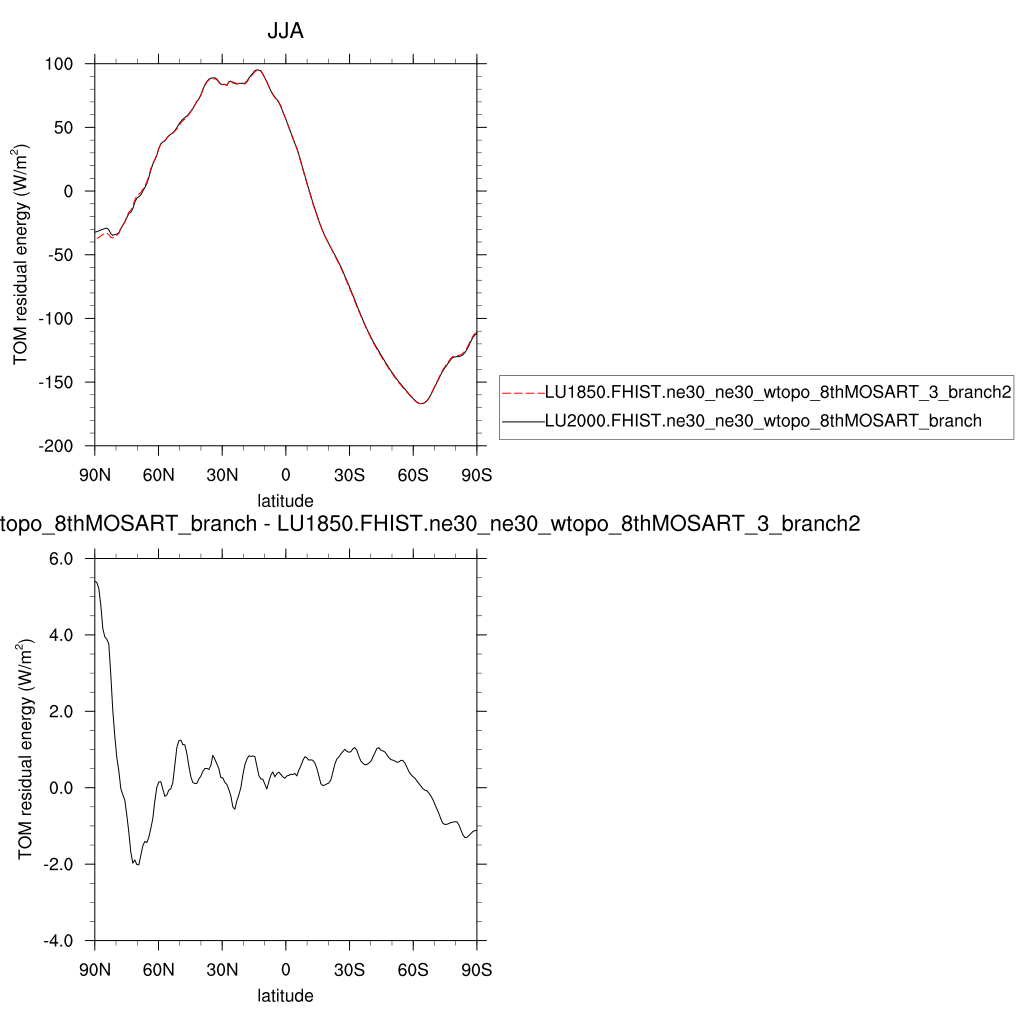 JJA
TOM residual energy (W/m²)
100
50
0
-50
-100
-150
-200
90N 60N 30N 0 30S 60S 90S
latitude
LU1850.FHIST.ne30_ne30_wtopo_8thMOSART_3_branch2
LU2000.FHIST.ne30_ne30_wtopo_8thMOSART_branch
topo_8thMOSART_branch - LU1850.FHIST.ne30_ne30_wtopo_8thMOSART_3_branch2
TOM residual energy (W/m²)
6.0
4.0
2.0
0.0
-2.0
-4.0
90N 60N 30N 0 30S 60S 90S
latitude